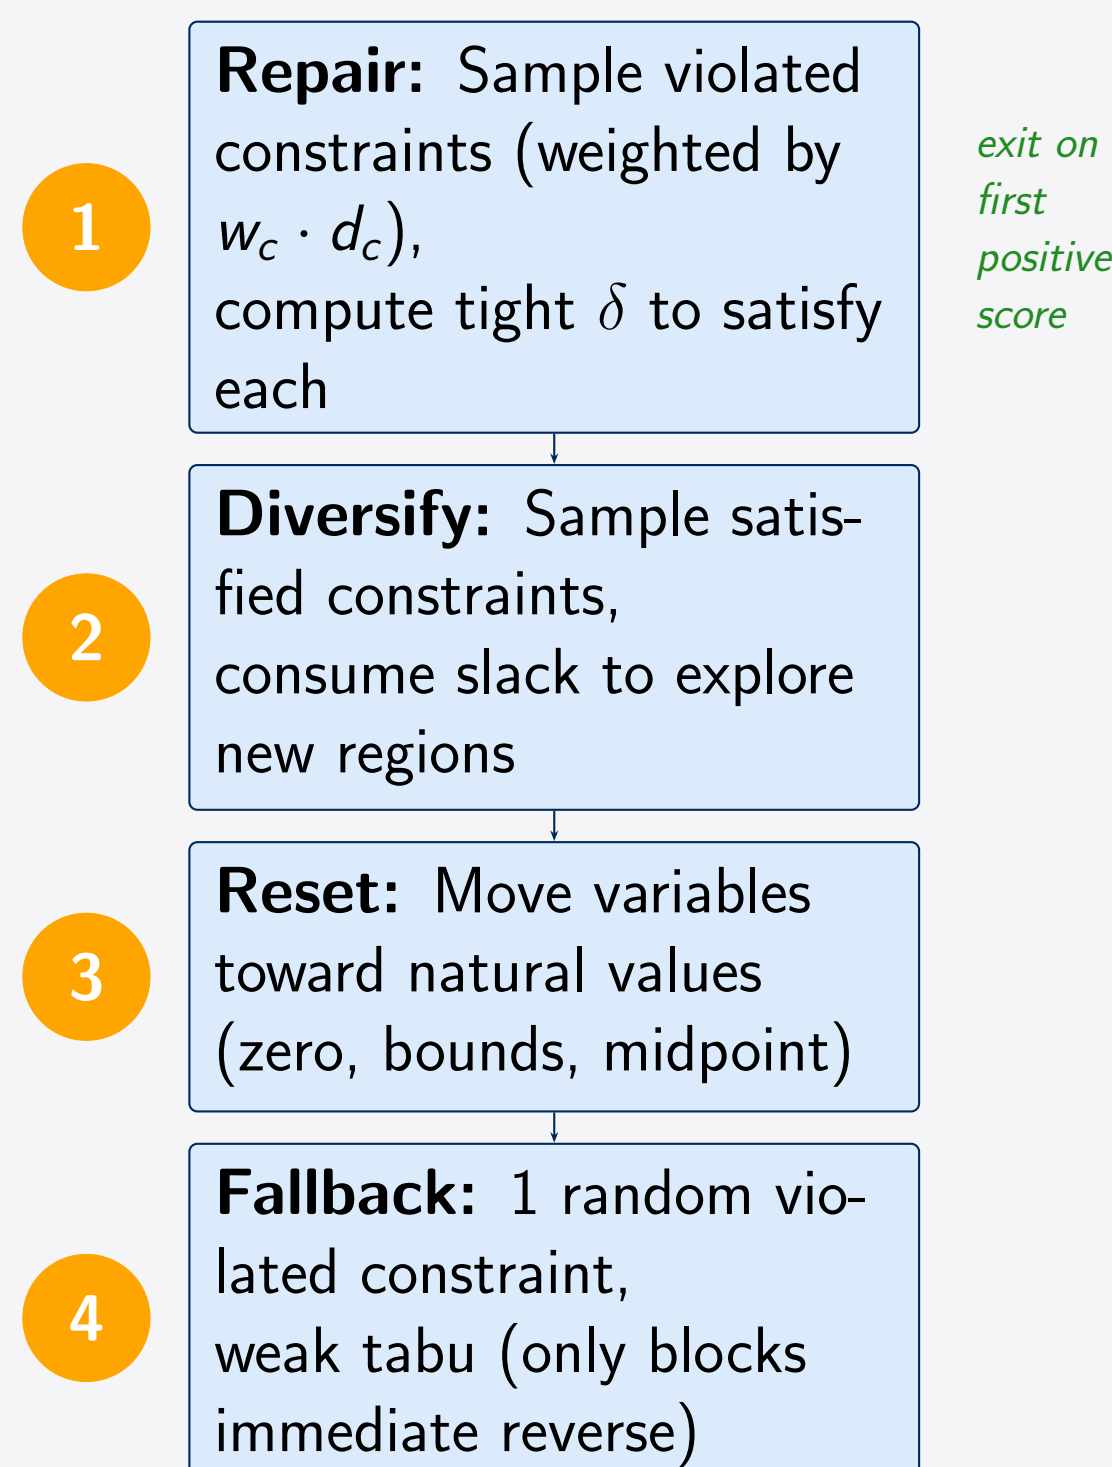 1
Repair: Sample violated
constraints (weighted by
w_c · d_c),
compute tight δ to satisfy
each
exit on
first
positive
score
2
Diversify: Sample satis-
fied constraints,
consume slack to explore
new regions
3
Reset: Move variables
toward natural values
(zero, bounds, midpoint)
4
Fallback: 1 random vio-
lated constraint,
weak tabu (only blocks
immediate reverse)